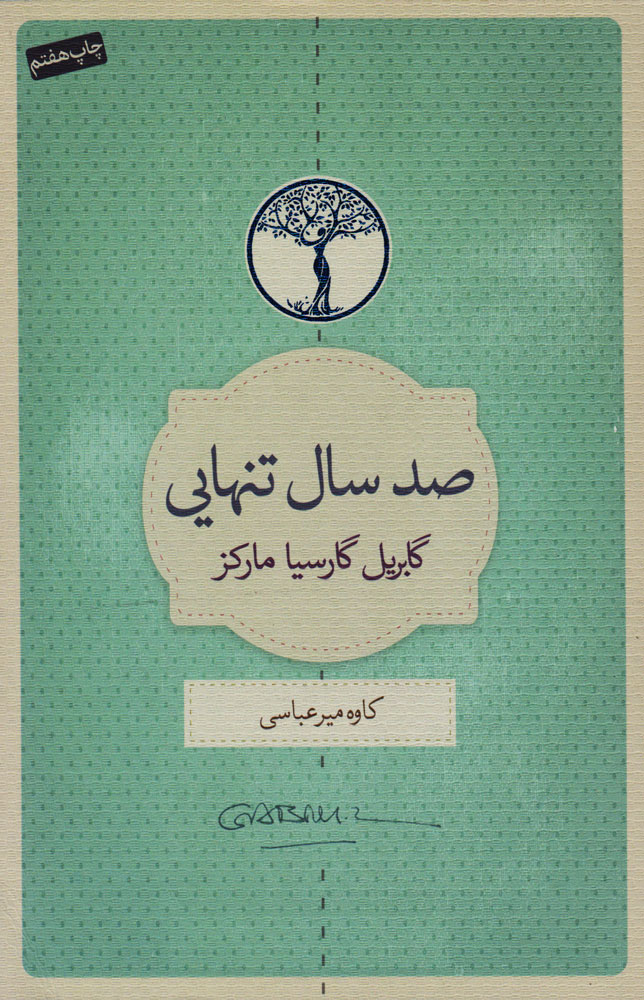 چاپ هفتم
صد سال تنهایی
گابریل گارسیا مارکز
کاوه میرعباسی